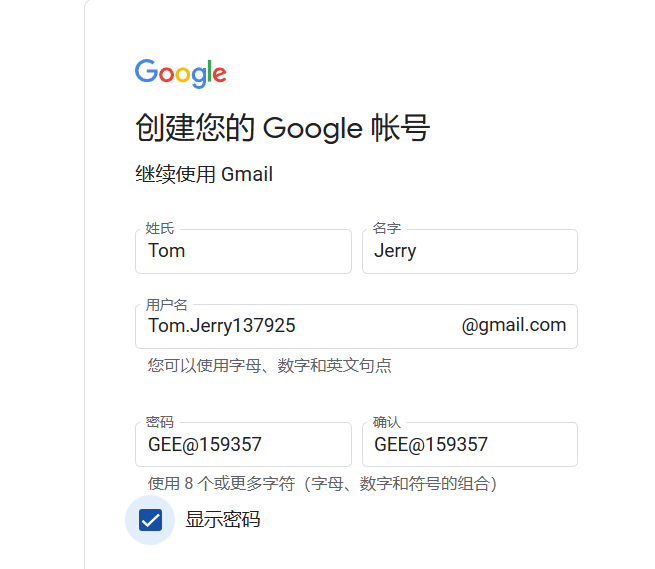 Google
创建您的 Google 帐号
继续使用 Gmail
姓氏 名字
Tom Jerry
用户名
Tom.Jerry137925 @gmail.com
您可以使用字母、数字和英文句点
密码 确认
GEE@159357 GEE@159357
使用 8 个或更多字符（字母、数字和符号的组合）
显示密码